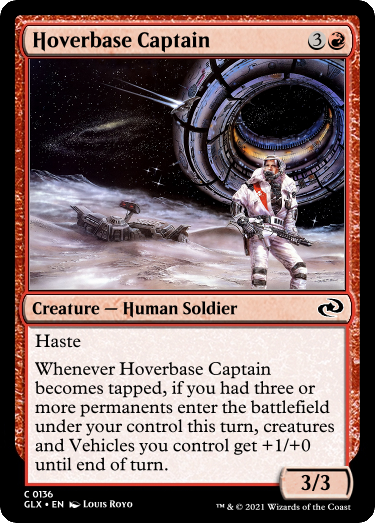 Hoverbase Captain 3
Creature — Human Soldier
Haste
Whenever Hoverbase Captain
becomes tapped, if you had three or
more permanents enter the battlefield
under your control this turn, creatures
and Vehicles you control get +1/+0
until end of turn.
3/3
C 0136
GLX • EN Louis Royo
™ & © 2021 Wizards of the Coast